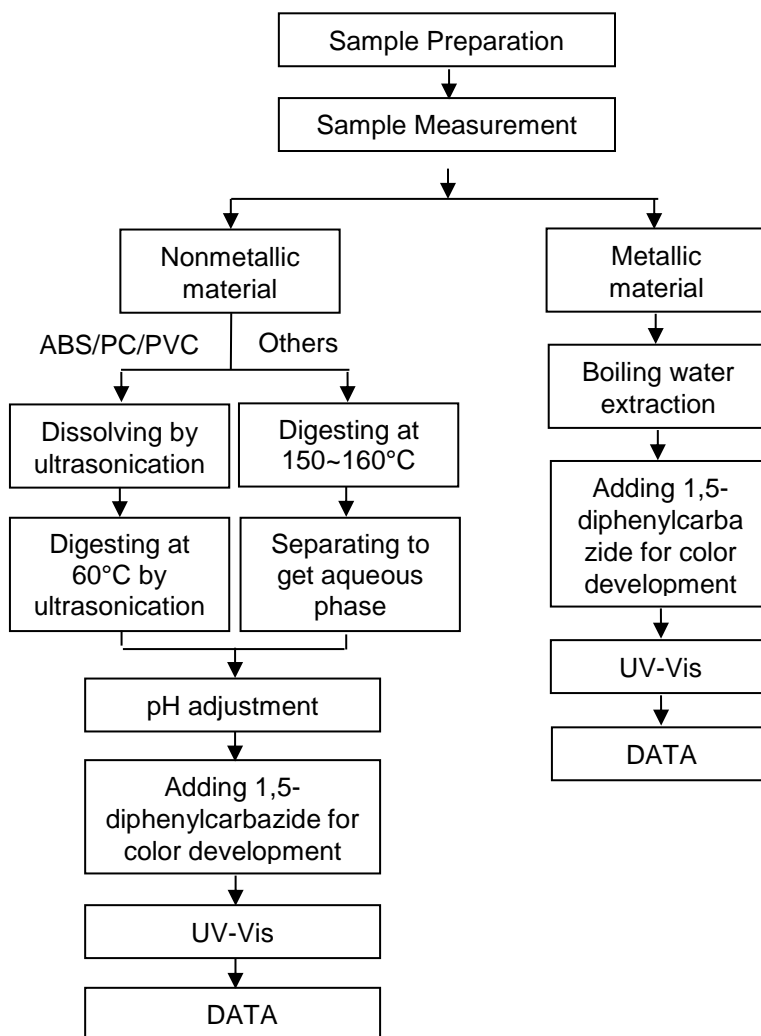 Sample Preparation
Sample Measurement
Nonmetallic
material
ABS/PC/PVC
Others
Dissolving by
ultrasonication
Digesting at
150~160°C
Digesting at
60°C by
ultrasonication
Separating to
get aqueous
phase
pH adjustment
Adding 1,5-
diphenylcarbazide for
color development
UV-Vis
DATA
Metallic
material
Boiling water
extraction
Adding 1,5-
diphenylcarba
zide for color
development
UV-Vis
DATA